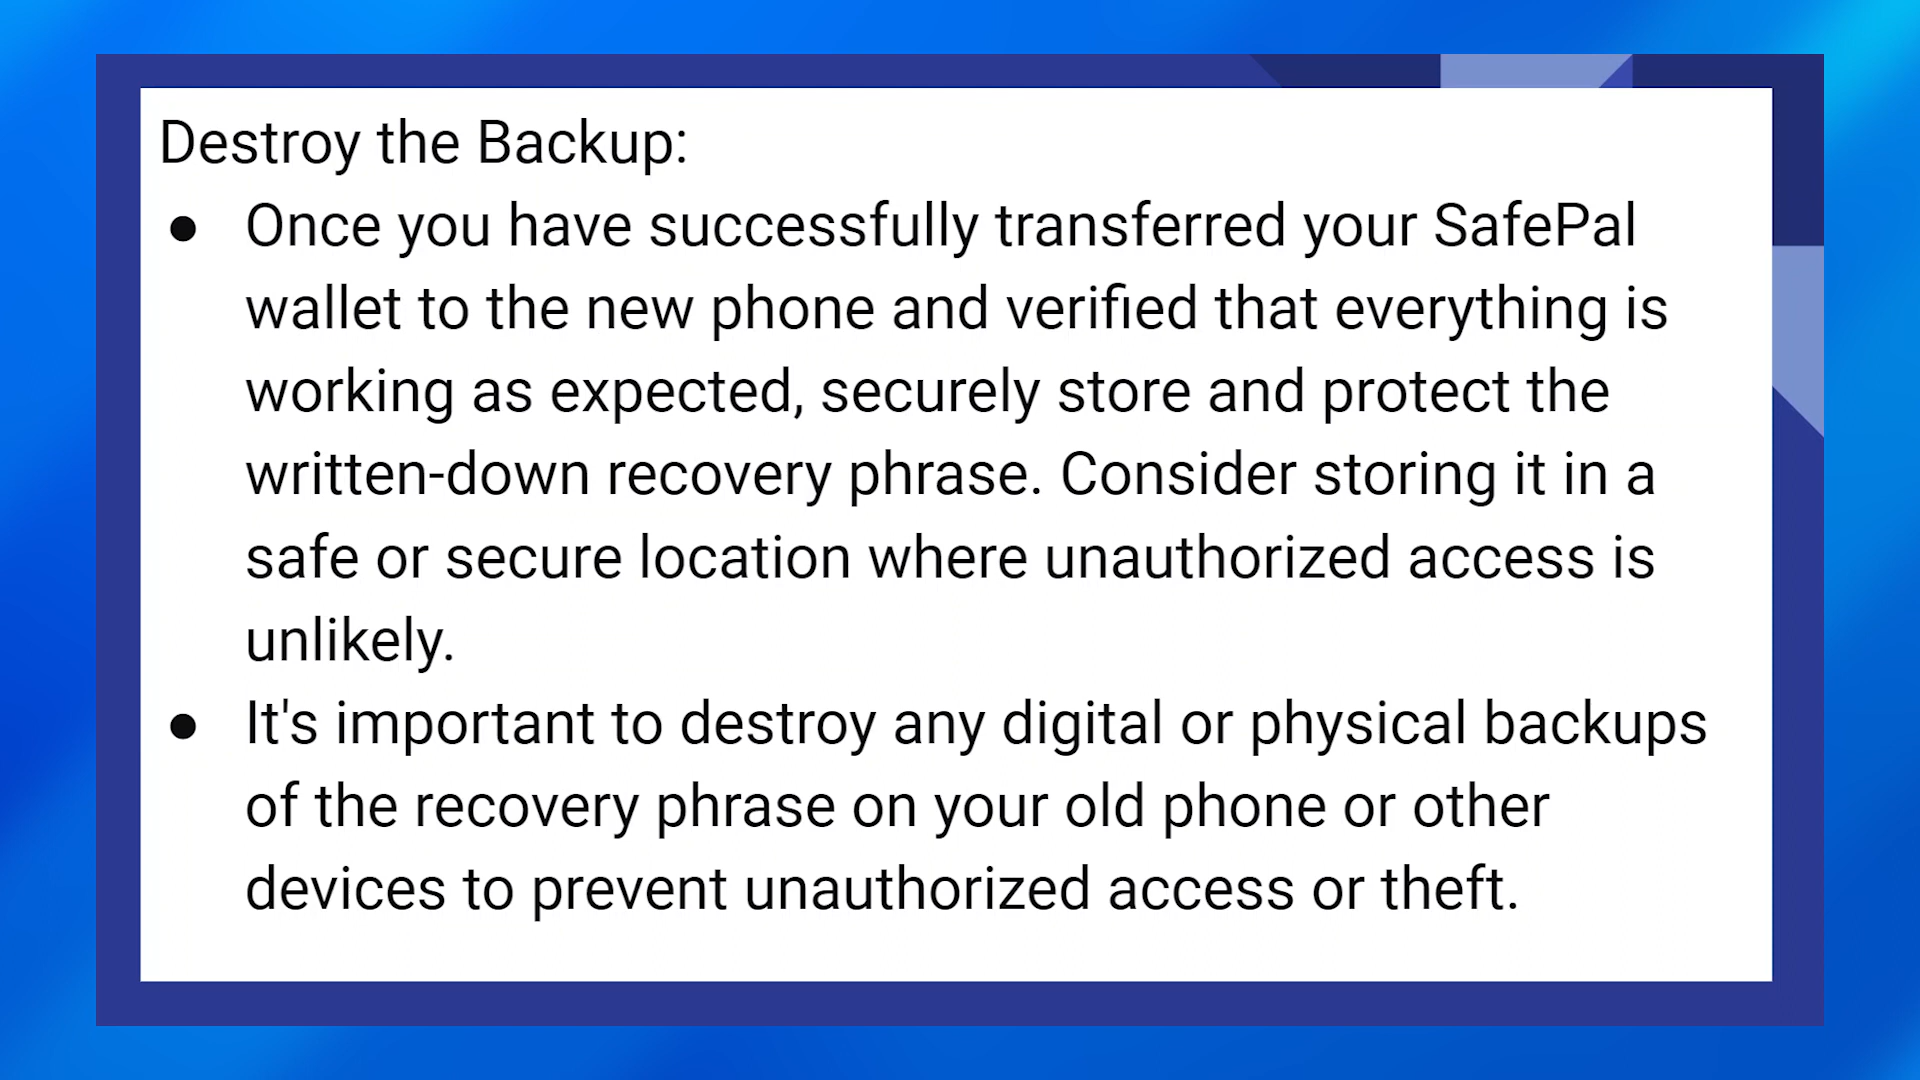 Destroy the Backup:
● Once you have successfully transferred your SafePal
wallet to the new phone and verified that everything is
working as expected, securely store and protect the
written-down recovery phrase. Consider storing it in a
safe or secure location where unauthorized access is
unlikely.
● It's important to destroy any digital or physical backups
of the recovery phrase on your old phone or other
devices to prevent unauthorized access or theft.